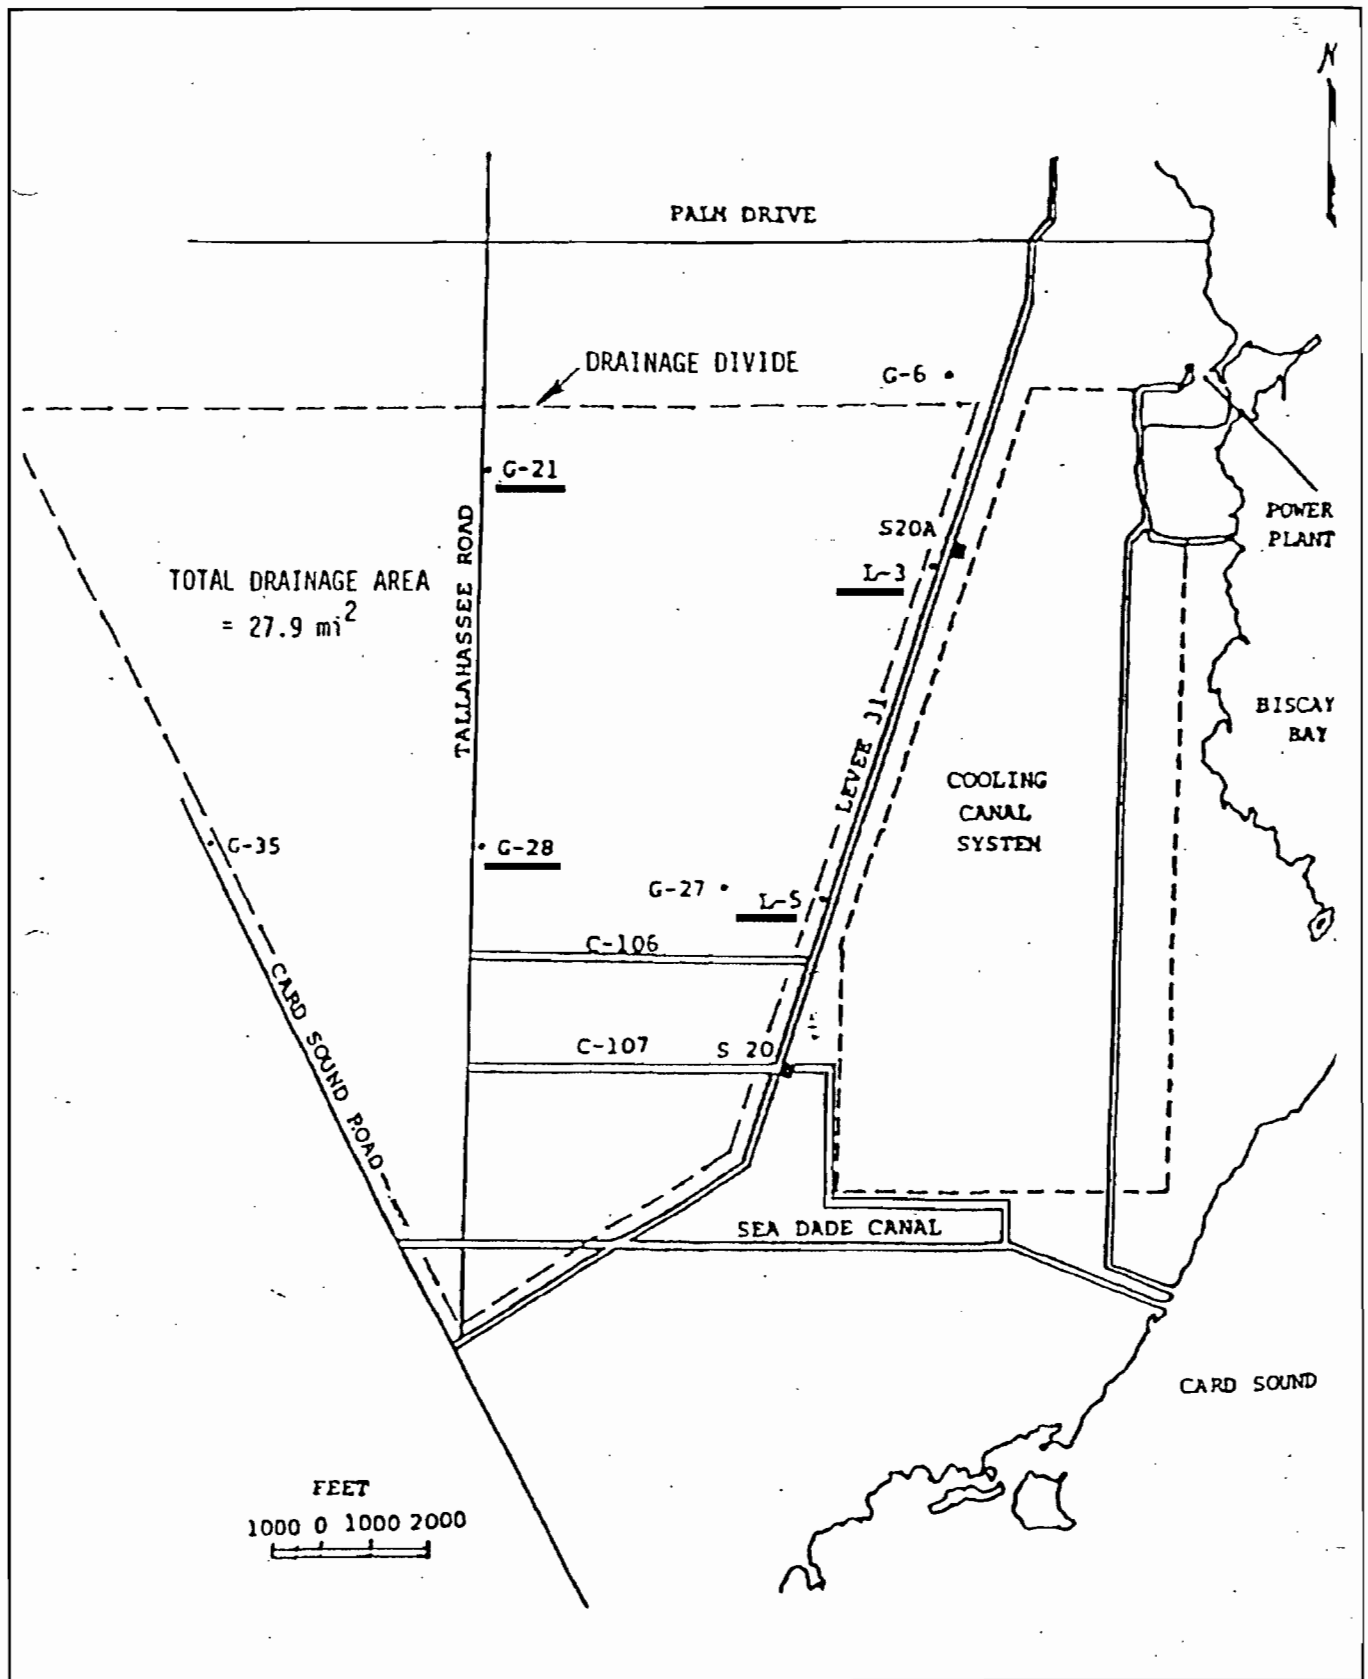 N
PALM DRIVE
DRAINAGE DIVIDE
G-6
G-21
S20A
L-3
POWER
PLANT
TOTAL DRAINAGE AREA
= 27.9 mi²
TALLAHASSEE ROAD
BISCAY
BAY
LEVEE 31
COOLING
CANAL
SYSTEM
G-35
G-28
G-27
L-5
C-106
CARD SOUND ROAD
C-107
S 20
SEA DADE CANAL
CARD SOUND
FEET
1000 0 1000 2000